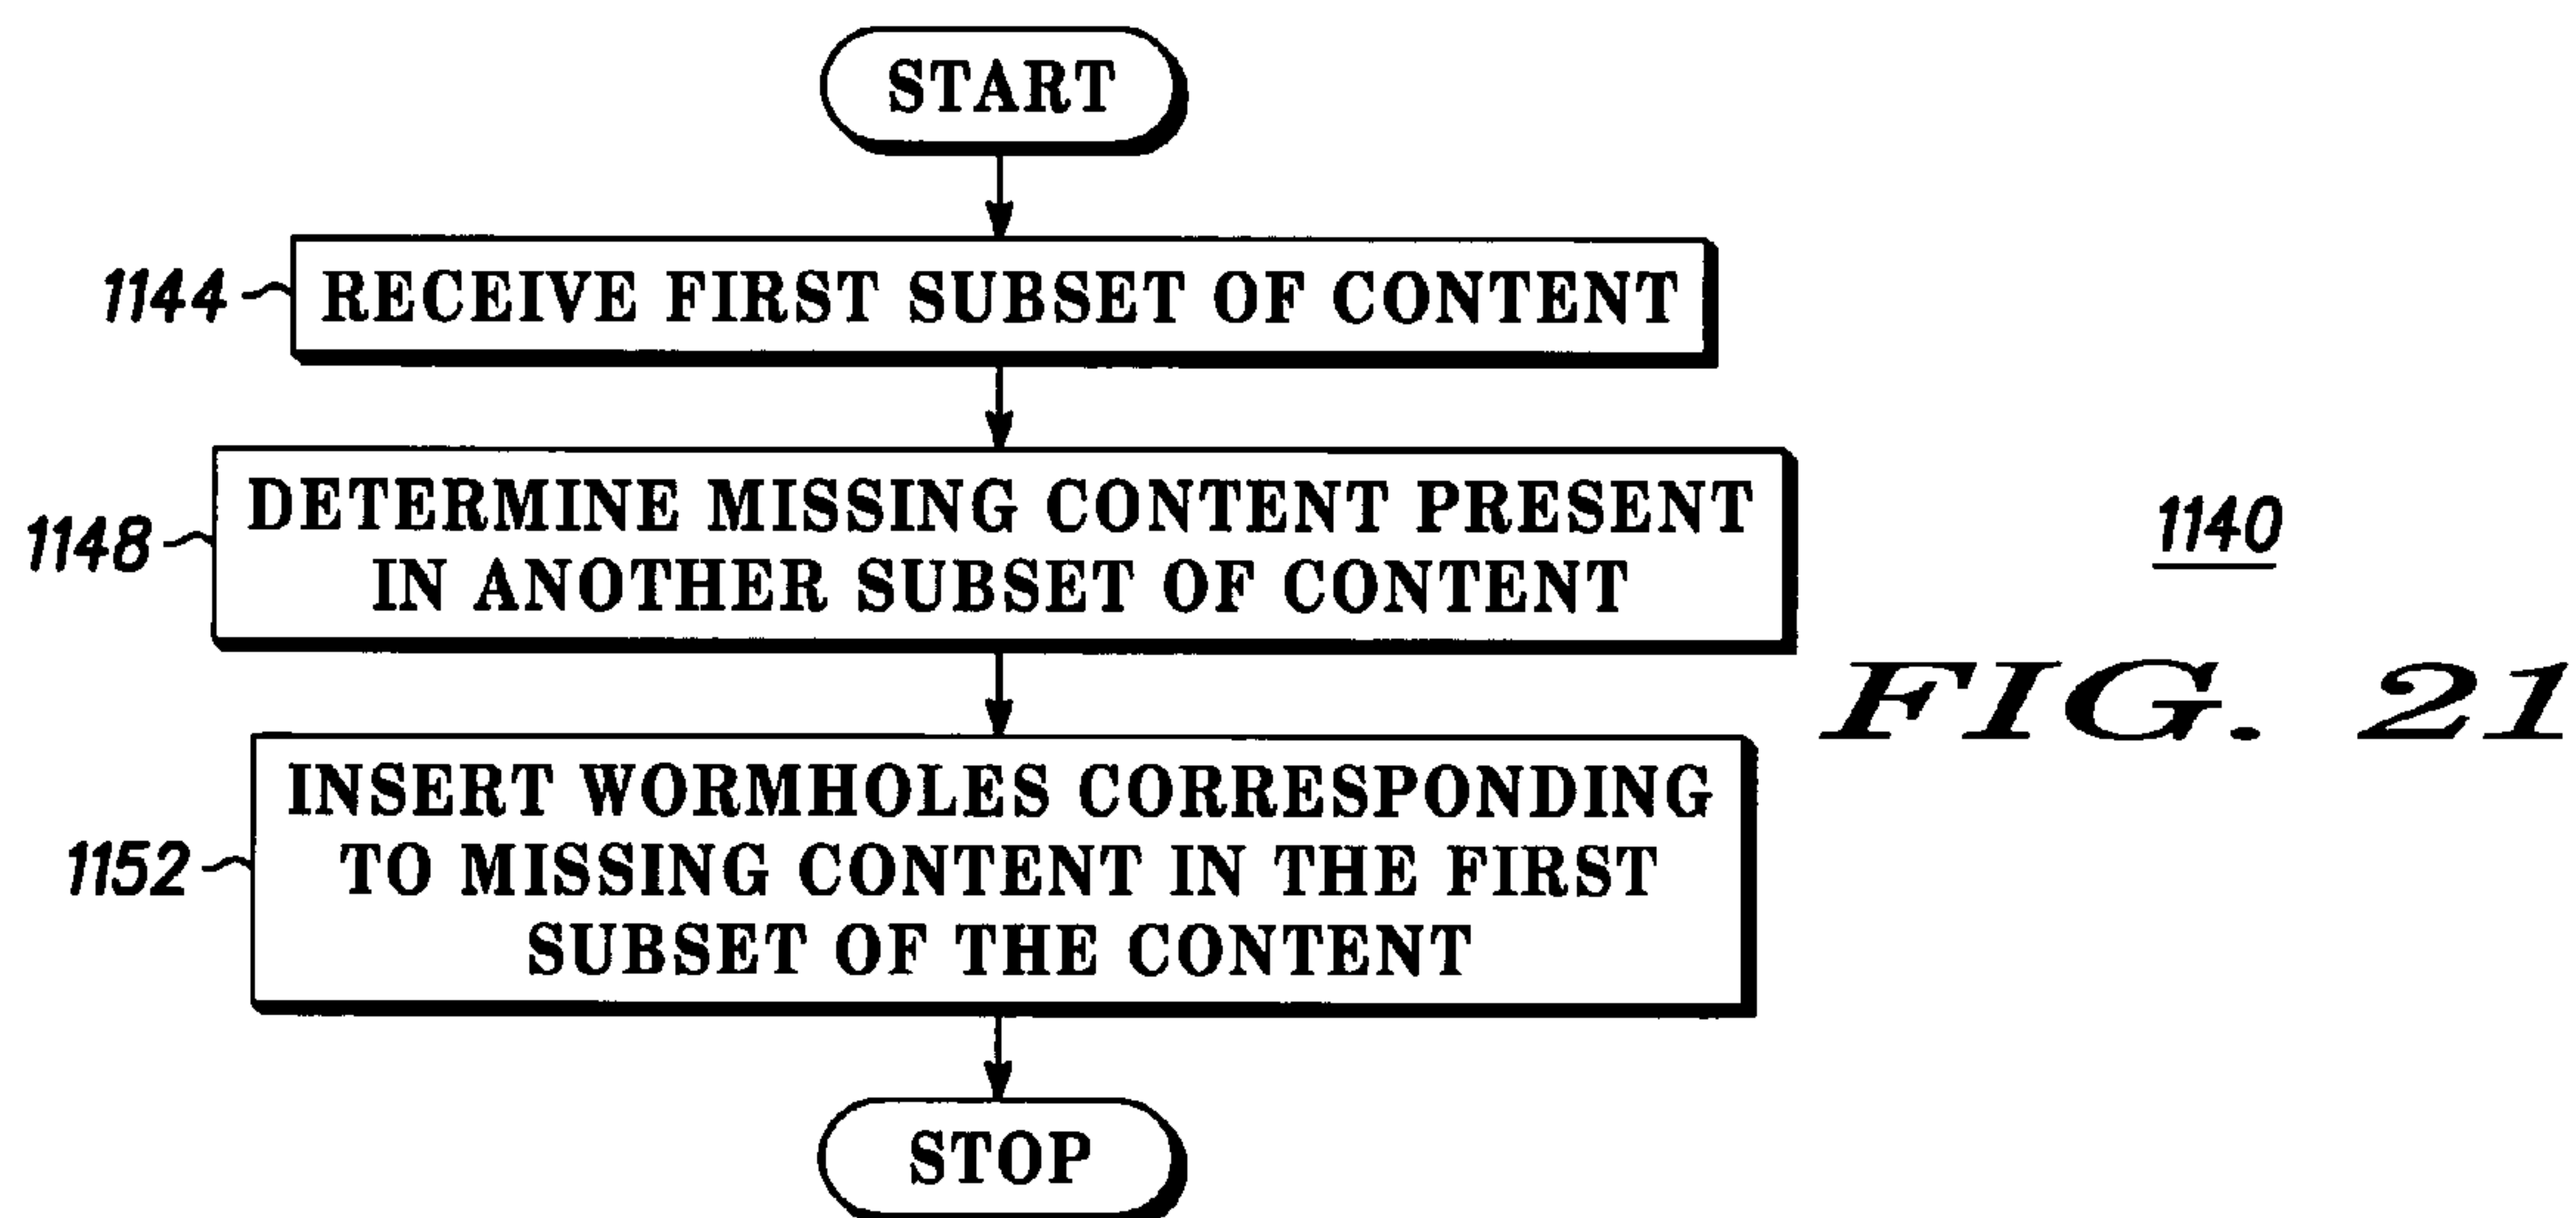 START
1144
RECEIVE FIRST SUBSET OF CONTENT
1148
DETERMINE MISSING CONTENT PRESENT
IN ANOTHER SUBSET OF CONTENT
1140
FIG. 21
1152
INSERT WORMHOLES CORRESPONDING
TO MISSING CONTENT IN THE FIRST
SUBSET OF THE CONTENT
STOP